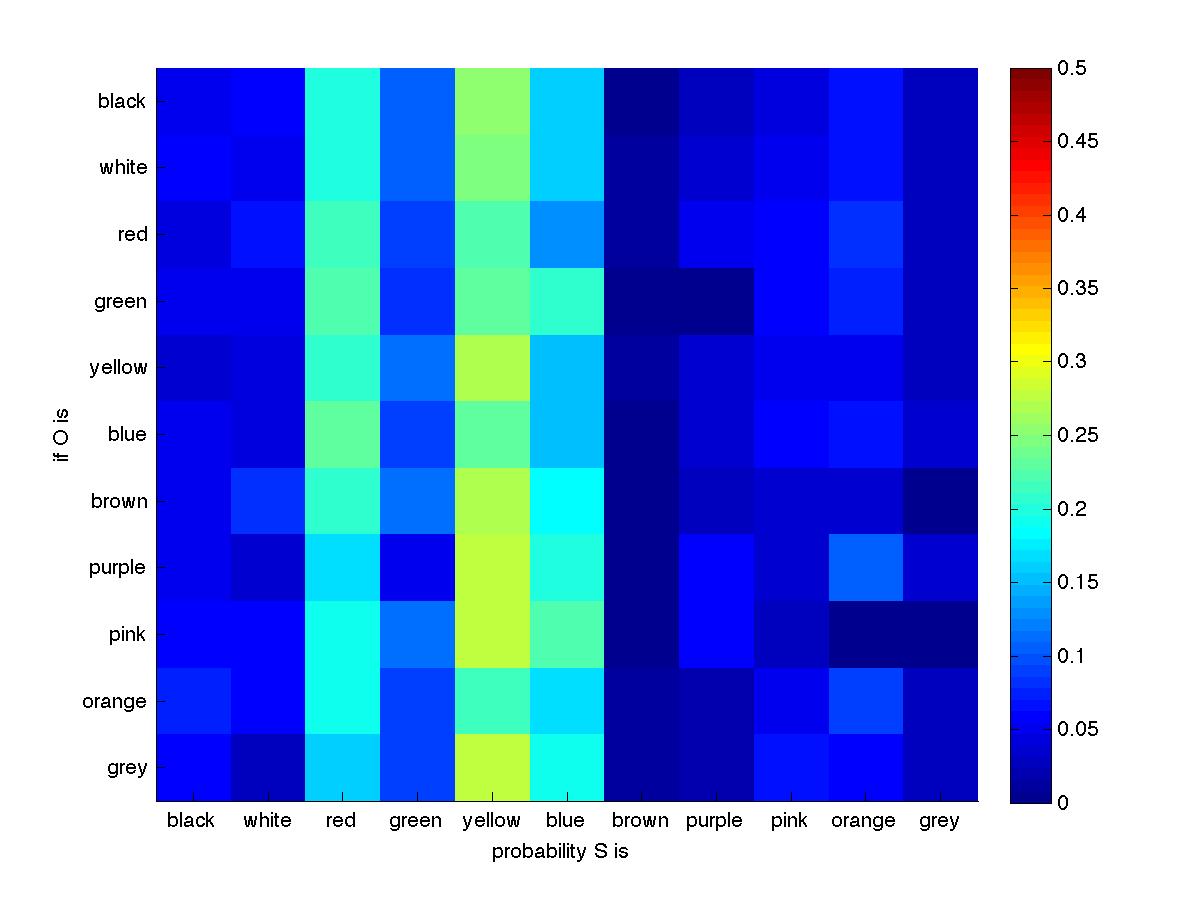 black
white
red
green
yellow
blue
brown
purple
pink
orange
grey
if O is
black white red green yellow blue brown purple pink orange grey
probability S is
0.5
0.45
0.4
0.35
0.3
0.25
0.2
0.15
0.1
0.05
0